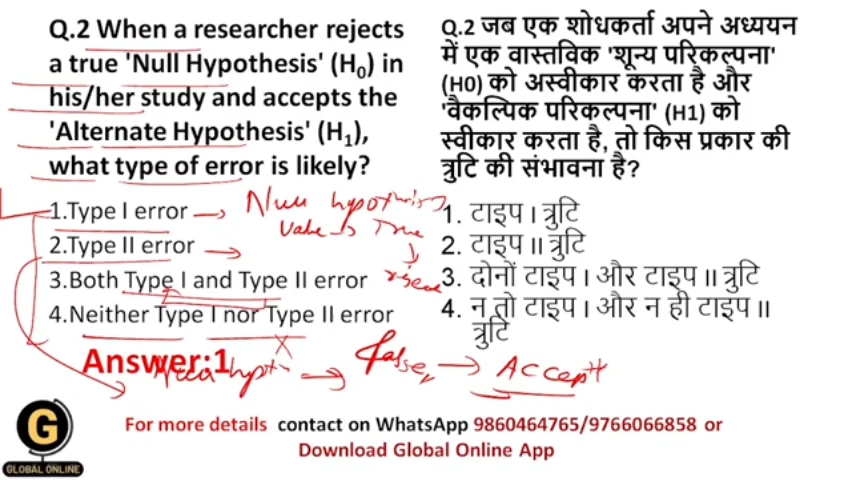 Q.2 When a researcher rejects
a true 'Null Hypothesis' (H₀) in
his/her study and accepts the
'Alternate Hypothesis' (H₁),
what type of error is likely?
1.Type I error
2.Type II error
3.Both Type I and Type II error
4.Neither Type I nor Type II error
Answer:1
Null hypothesis
Value → True
→
False → Accept
Q.2 जब एक शोधकर्ता अपने अध्ययन
में एक वास्तविक 'शून्य परिकल्पना'
(H0) को अस्वीकार करता है और
'वैकल्पिक परिकल्पना' (H1) को
स्वीकार करता है, तो किस प्रकार की
त्रुटि की संभावना है?
1. टाइप I त्रुटि
2. टाइप II त्रुटि
3. दोनों टाइप I और टाइप II त्रुटि
4. न तो टाइप I और न ही टाइप II
त्रुटि
G
GLOBAL ONLINE
For more details contact on WhatsApp 9860464765/9766066858 or
Download Global Online App